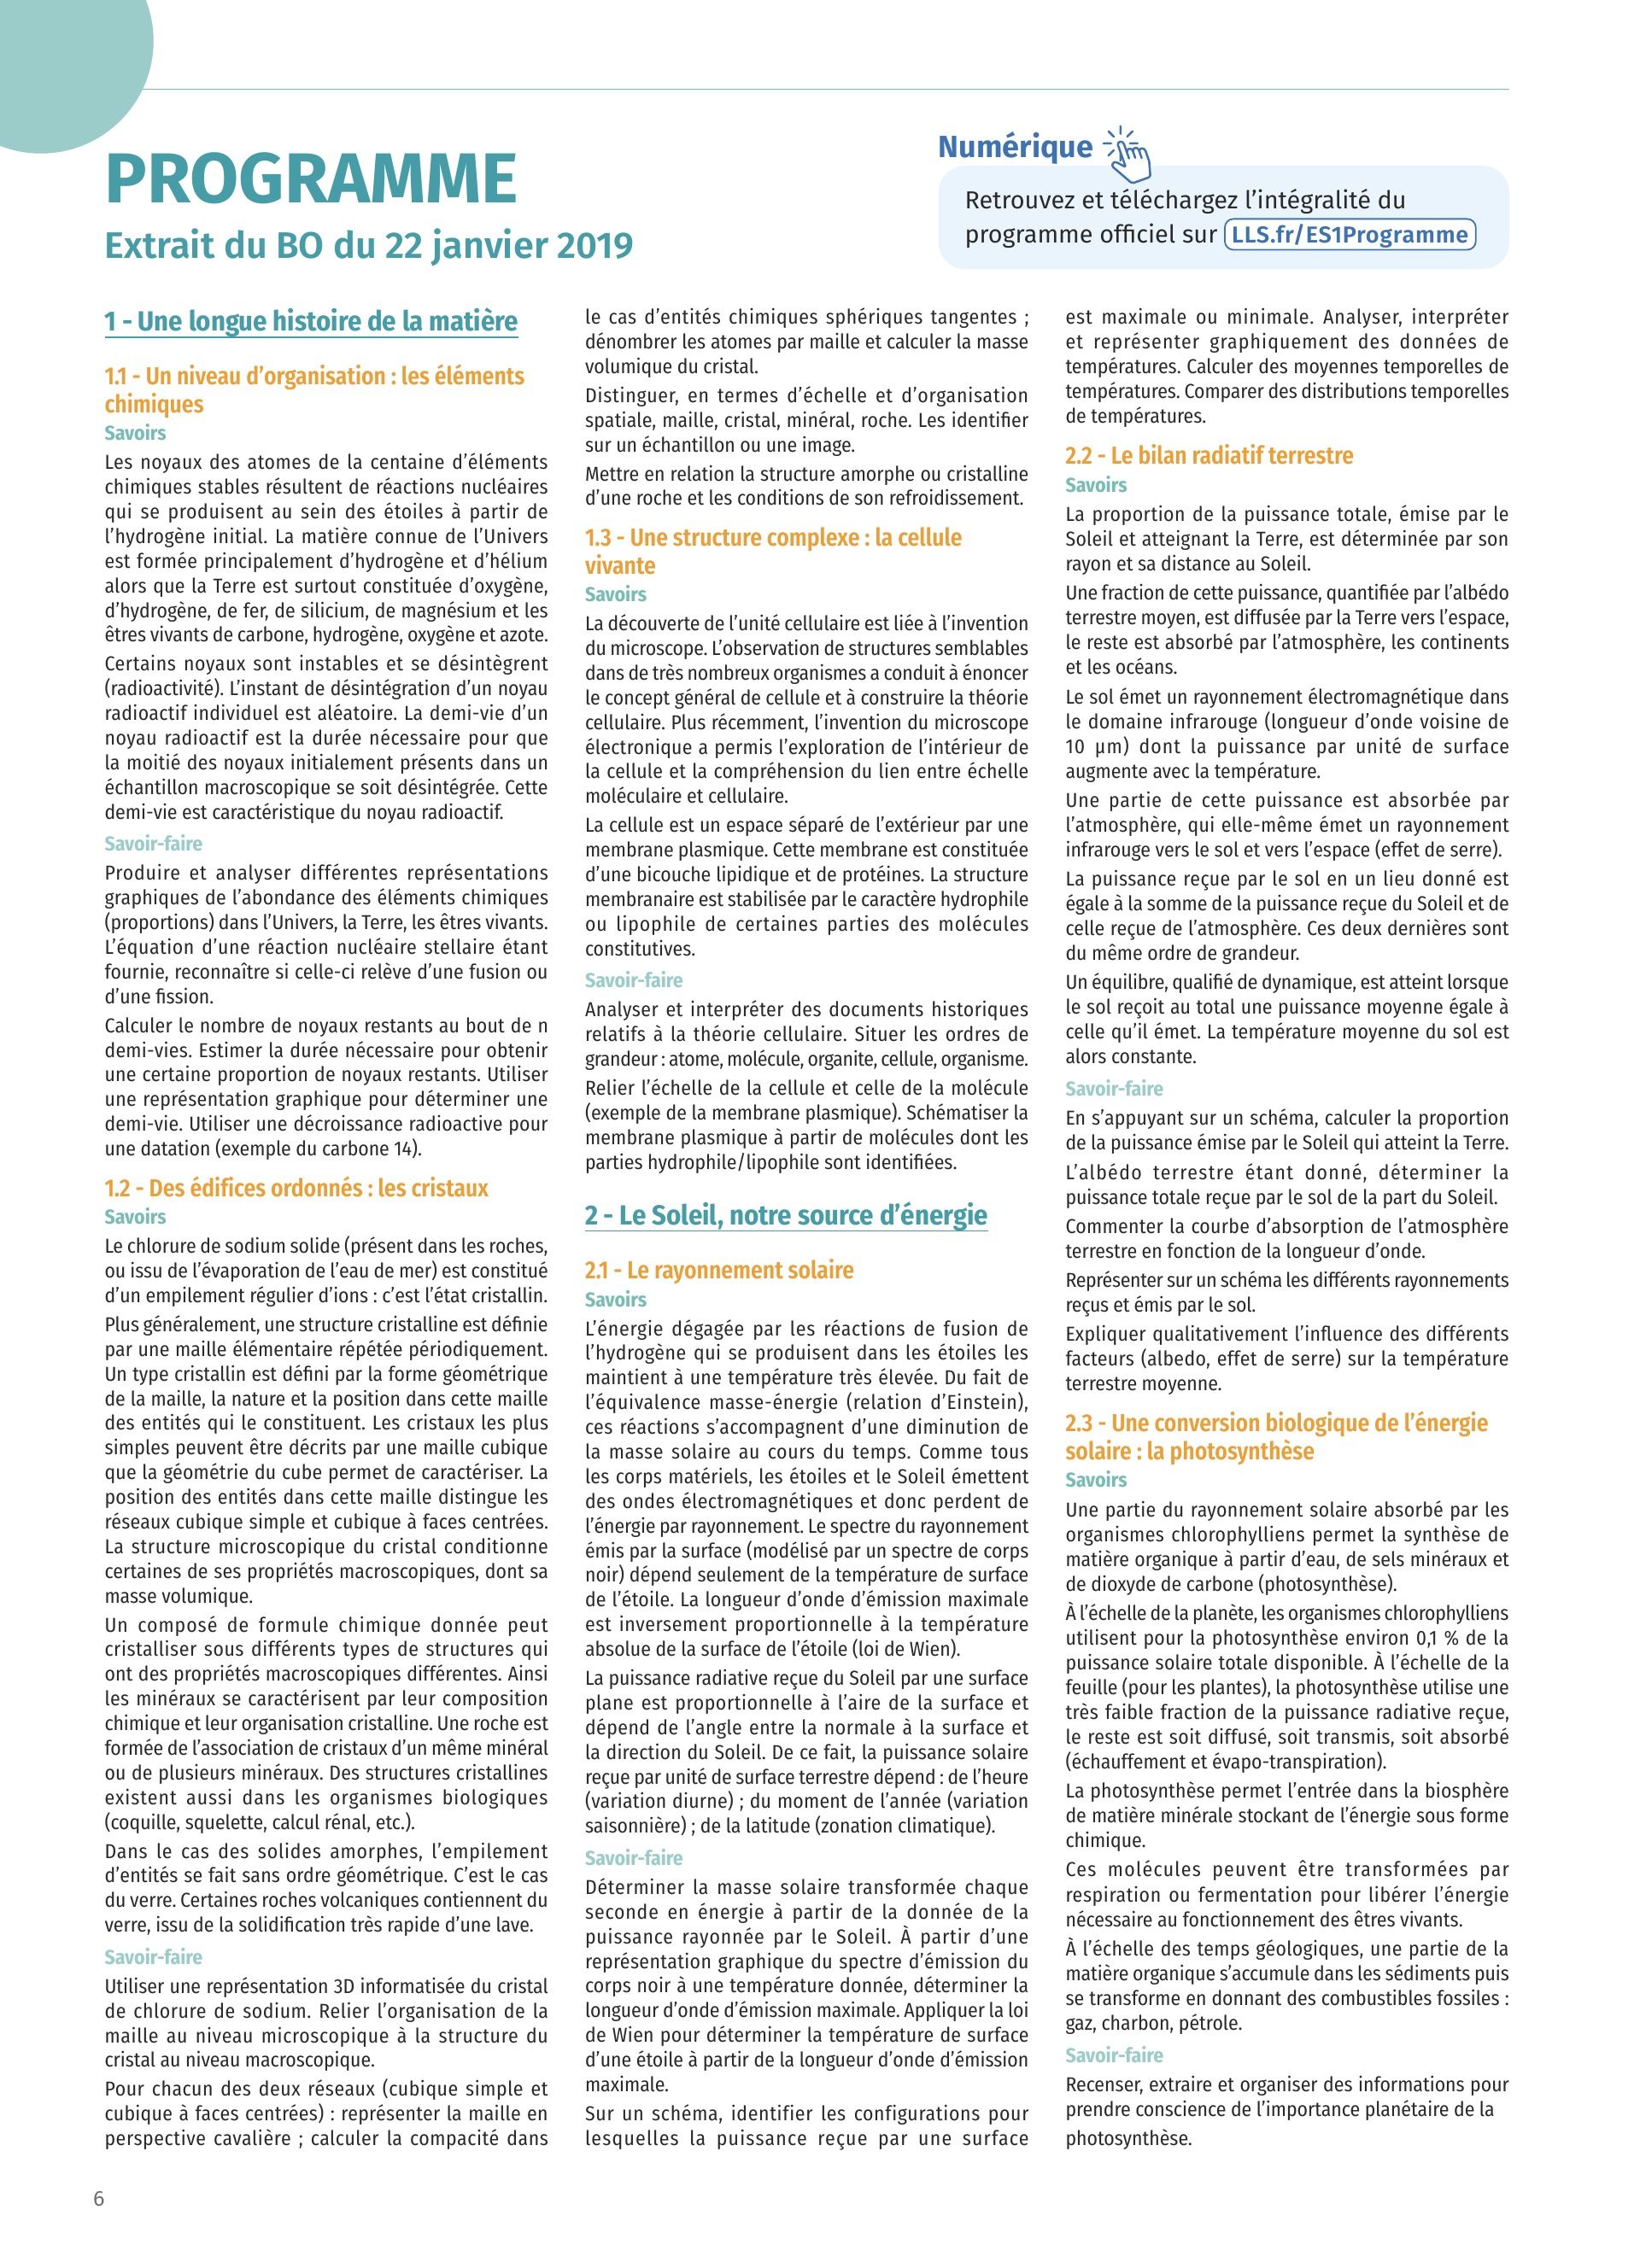 PROGRAMME
Extrait du BO du 22 janvier 2019
Numérique
Retrouvez et téléchargez l'intégralité du
programme officiel sur LLS.fr/ES1Programme
1 - Une longue histoire de la matière
1.1 - Un niveau d'organisation : les éléments
chimiques
Savoirs
Les noyaux des atomes de la centaine d'éléments
chimiques stables résultent de réactions nucléaires
qui se produisent au sein des étoiles à partir de
l'hydrogène initial. La matière connue de l'Univers
est formée principalement d'hydrogène et d'hélium
alors que la Terre est surtout constituée d'oxygène,
d'hydrogène, de fer, de silicium, de magnésium et les
êtres vivants de carbone, hydrogène, oxygène et azote.
Certains noyaux sont instables et se désintègrent
(radioactivité). L'instant de désintégration d'un noyau
radioactif individuel est aléatoire. La demi-vie d'un
noyau radioactif est la durée nécessaire pour que
la moitié des noyaux initialement présents dans un
échantillon macroscopique se soit désintégrée. Cette
demi-vie est caractéristique du noyau radioactif.
Savoir-faire
Produire et analyser différentes représentations
graphiques de l'abondance des éléments chimiques
(proportions) dans l'Univers, la Terre, les êtres vivants.
L'équation d'une réaction nucléaire stellaire étant
fournie, reconnaître si celle-ci relève d'une fusion ou
d'une fission.
Calculer le nombre de noyaux restants au bout de n
demi-vies. Estimer la durée nécessaire pour obtenir
une certaine proportion de noyaux restants. Utiliser
une représentation graphique pour déterminer une
demi-vie. Utiliser une décroissance radioactive pour
une datation (exemple du carbone 14).
1.2 - Des édifices ordonnés : les cristaux
Savoirs
Le chlorure de sodium solide (présent dans les roches,
ou issu de l'évaporation de l'eau de mer) est constitué
d'un empilement régulier d'ions : c'est l'état cristallin.
Plus généralement, une structure cristalline est définie
par une maille élémentaire répétée périodiquement.
Un type cristallin est défini par la forme géométrique
de la maille, la nature et la position dans cette maille
des entités qui le constituent. Les cristaux les plus
simples peuvent être décrits par une maille cubique
que la géométrie du cube permet de caractériser. La
position des entités dans cette maille distingue les
réseaux cubique simple et cubique à faces centrées.
La structure microscopique du cristal conditionne
certaines de ses propriétés macroscopiques, dont sa
masse volumique.
Un composé de formule chimique donnée peut
cristalliser sous différents types de structures qui
ont des propriétés macroscopiques différentes. Ainsi
les minéraux se caractérisent par leur composition
chimique et leur organisation cristalline. Une roche est
formée de l'association de cristaux d'un même minéral
ou de plusieurs minéraux. Des structures cristallines
existent aussi dans les organismes biologiques
(coquille, squelette, calcul rénal, etc.).
Dans le cas des solides amorphes, l'empilement
d'entités se fait sans ordre géométrique. C'est le cas
du verre. Certaines roches volcaniques contiennent du
verre, issu de la solidification très rapide d'une lave.
Savoir-faire
Utiliser une représentation 3D informatisée du cristal
de chlorure de sodium. Relier l'organisation de la
maille au niveau microscopique à la structure du
cristal au niveau macroscopique.
Pour chacun des deux réseaux (cubique simple et
cubique à faces centrées) : représenter la maille en
perspective cavalière ; calculer la compacité dans
le cas d'entités chimiques sphériques tangentes ;
dénombrer les atomes par maille et calculer la masse
volumique du cristal.
Distinguer, en termes d'échelle et d'organisation
spatiale, maille, cristal, minéral, roche. Les identifier
sur un échantillon ou une image.
Mettre en relation la structure amorphe ou cristalline
d'une roche et les conditions de son refroidissement.
1.3 - Une structure complexe : la cellule
vivante
Savoirs
La découverte de l'unité cellulaire est liée à l'invention
du microscope. L'observation de structures semblables
dans de très nombreux organismes a conduit à énoncer
le concept général de cellule et à construire la théorie
cellulaire. Plus récemment, l'invention du microscope
électronique a permis l'exploration de l'intérieur de
la cellule et la compréhension du lien entre échelle
moléculaire et cellulaire.
La cellule est un espace séparé de l'extérieur par une
membrane plasmique. Cette membrane est constituée
d'une bicouche lipidique et de protéines. La structure
membranaire est stabilisée par le caractère hydrophile
ou lipophile de certaines parties des molécules
constitutives.
Savoir-faire
Analyser et interpréter des documents historiques
relatifs à la théorie cellulaire. Situer les ordres de
grandeur : atome, molécule, organite, cellule, organisme.
Relier l'échelle de la cellule et celle de la molécule
(exemple de la membrane plasmique). Schématiser la
membrane plasmique à partir de molécules dont les
parties hydrophile/lipophile sont identifiées.
2 - Le Soleil, notre source d'énergie
2.1 - Le rayonnement solaire
Savoirs
L'énergie dégagée par les réactions de fusion de
l'hydrogène qui se produisent dans les étoiles les
maintient à une température très élevée. Du fait de
l'équivalence masse-énergie (relation d'Einstein),
ces réactions s'accompagnent d'une diminution de
la masse solaire au cours du temps. Comme tous
les corps matériels, les étoiles et le Soleil émettent
des ondes électromagnétiques et donc perdent de
l'énergie par rayonnement. Le spectre du rayonnement
émis par la surface (modélisé par un spectre de corps
noir) dépend seulement de la température de surface
de l'étoile. La longueur d'onde d'émission maximale
est inversement proportionnelle à la température
absolue de la surface de l'étoile (loi de Wien).
La puissance radiative reçue du Soleil par une surface
plane est proportionnelle à l'aire de la surface et
dépend de l'angle entre la normale à la surface et
la direction du Soleil. De ce fait, la puissance solaire
reçue par unité de surface terrestre dépend : de l'heure
(variation diurne) ; du moment de l'année (variation
saisonnière) ; de la latitude (zonation climatique).
Savoir-faire
Déterminer la masse solaire transformée chaque
seconde en énergie à partir de la donnée de la
puissance rayonnée par le Soleil. À partir d'une
représentation graphique du spectre d'émission du
corps noir à une température donnée, déterminer la
longueur d'onde d'émission maximale. Appliquer la loi
de Wien pour déterminer la température de surface
d'une étoile à partir de la longueur d'onde d'émission
maximale.
Sur un schéma, identifier les configurations pour
lesquelles la puissance reçue par une surface
est maximale ou minimale. Analyser, interpréter
et représenter graphiquement des données de
températures. Calculer des moyennes temporelles de
températures. Comparer des distributions temporelles
de températures.
2.2 - Le bilan radiatif terrestre
Savoirs
La proportion de la puissance totale, émise par le
Soleil et atteignant la Terre, est déterminée par son
rayon et sa distance au Soleil.
Une fraction de cette puissance, quantifiée par l'albédo
terrestre moyen, est diffusée par la Terre vers l'espace,
le reste est absorbé par l'atmosphère, les continents
et les océans.
Le sol émet un rayonnement électromagnétique dans
le domaine infrarouge (longueur d'onde voisine de
10 µm) dont la puissance par unité de surface
augmente avec la température.
Une partie de cette puissance est absorbée par
l'atmosphère, qui elle-même émet un rayonnement
infrarouge vers le sol et vers l'espace (effet de serre).
La puissance reçue par le sol en un lieu donné est
égale à la somme de la puissance reçue du Soleil et de
celle reçue de l'atmosphère. Ces deux dernières sont
du même ordre de grandeur.
Un équilibre, qualifié de dynamique, est atteint lorsque
le sol reçoit au total une puissance moyenne égale à
celle qu'il émet. La température moyenne du sol est
alors constante.
Savoir-faire
En s'appuyant sur un schéma, calculer la proportion
de la puissance émise par le Soleil qui atteint la Terre.
L'albédo terrestre étant donné, déterminer la
puissance totale reçue par le sol de la part du Soleil.
Commenter la courbe d'absorption de l'atmosphère
terrestre en fonction de la longueur d'onde.
Représenter sur un schéma les différents rayonnements
reçus et émis par le sol.
Expliquer qualitativement l'influence des différents
facteurs (albedo, effet de serre) sur la température
terrestre moyenne.
2.3 - Une conversion biologique de l'énergie
solaire : la photosynthèse
Savoirs
Une partie du rayonnement solaire absorbé par les
organismes chlorophylliens permet la synthèse de
matière organique à partir d'eau, de sels minéraux et
de dioxyde de carbone (photosynthèse).
À l'échelle de la planète, les organismes chlorophylliens
utilisent pour la photosynthèse environ 0,1 % de la
puissance solaire totale disponible. À l'échelle de la
feuille (pour les plantes), la photosynthèse utilise une
très faible fraction de la puissance radiative reçue,
le reste est soit diffusé, soit transmis, soit absorbé
(échauffement et évapo-transpiration).
La photosynthèse permet l'entrée dans la biosphère
de matière minérale stockant de l'énergie sous forme
chimique.
Ces molécules peuvent être transformées par
respiration ou fermentation pour libérer l'énergie
nécessaire au fonctionnement des êtres vivants.
À l'échelle des temps géologiques, une partie de la
matière organique s'accumule dans les sédiments puis
se transforme en donnant des combustibles fossiles :
gaz, charbon, pétrole.
Savoir-faire
Recenser, extraire et organiser des informations pour
prendre conscience de l'importance planétaire de la
photosynthèse.
6